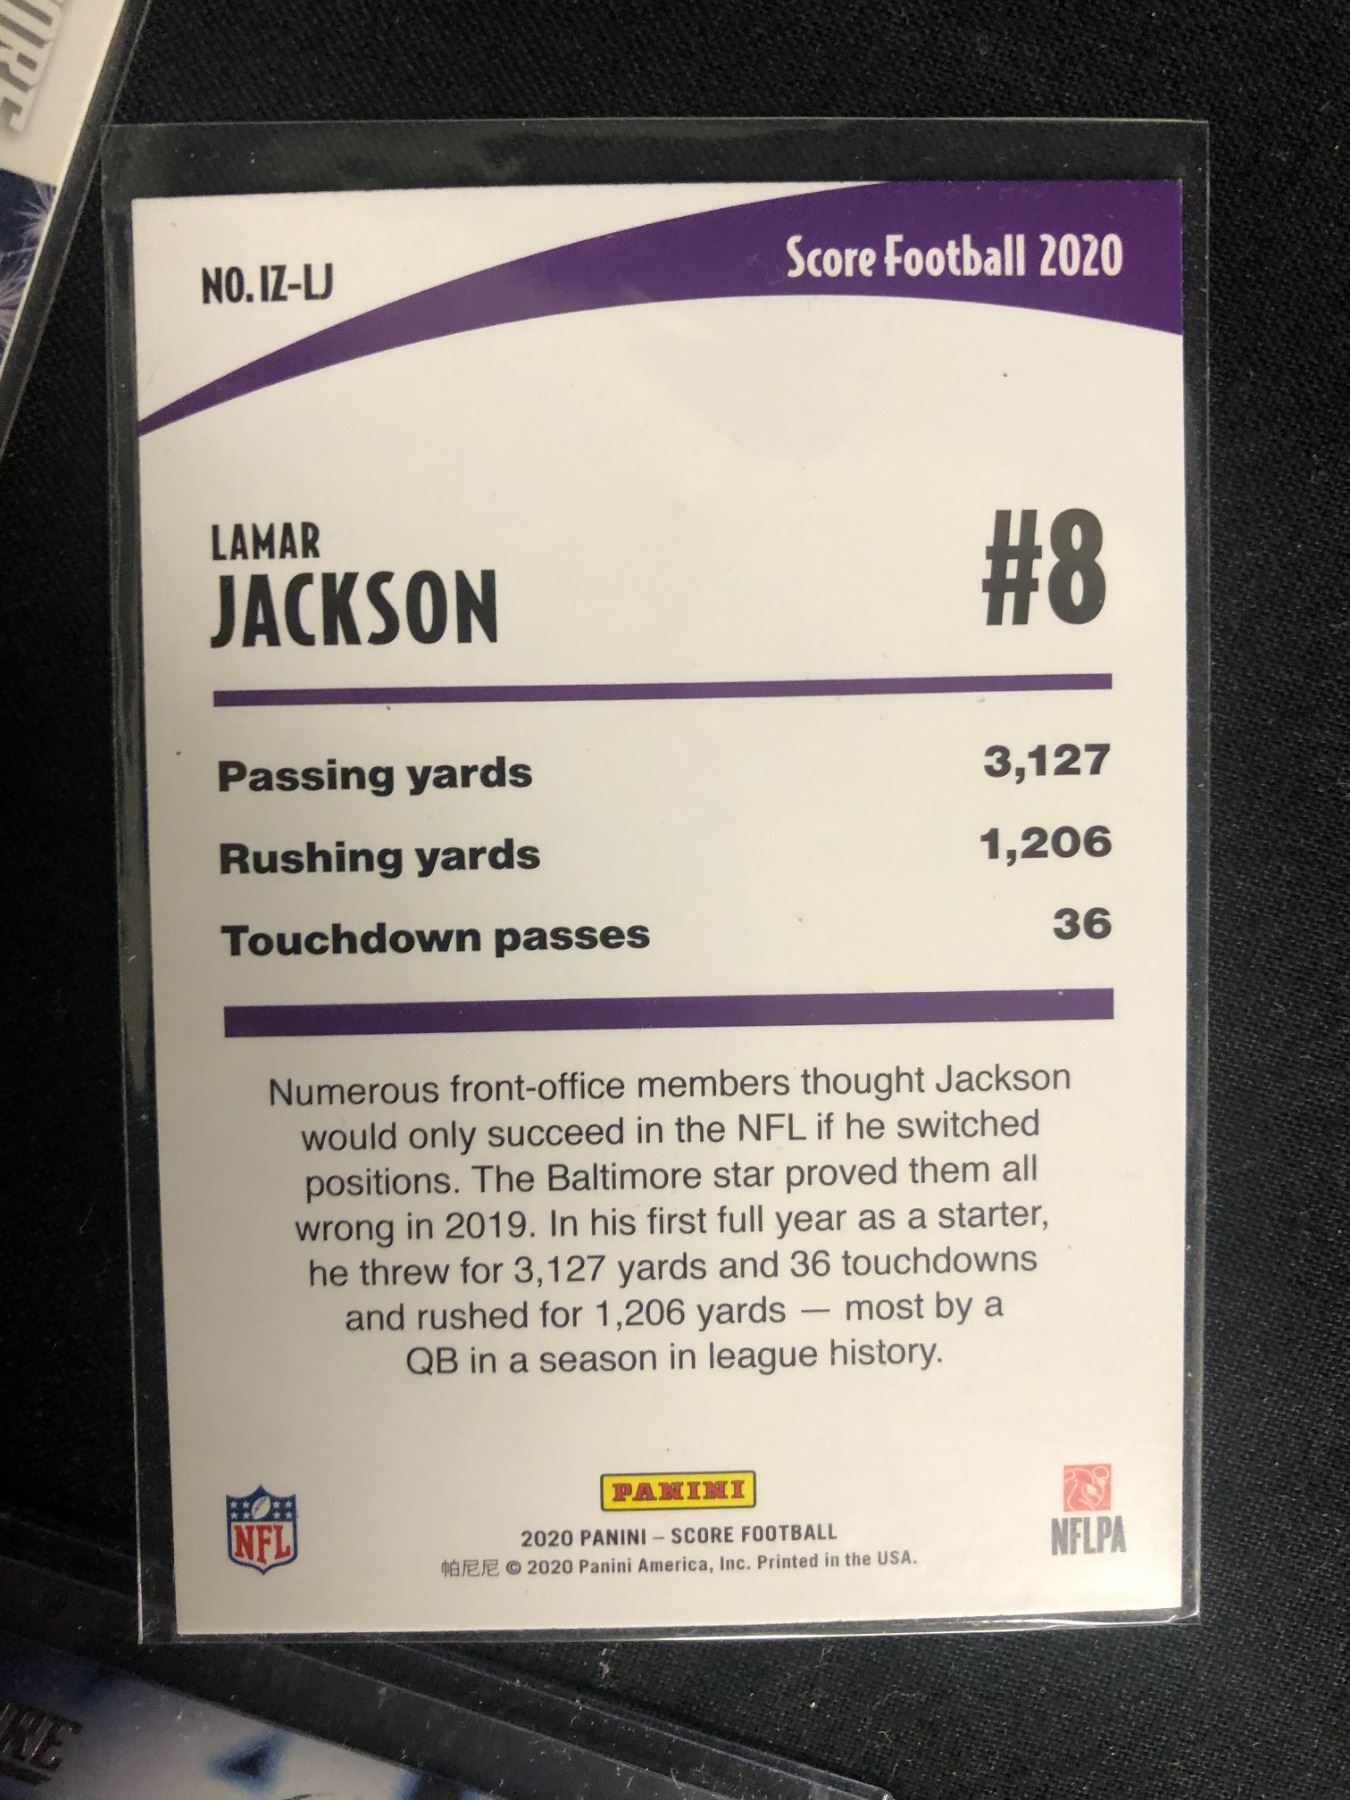 NO. IZ-LJ
Score Football 2020
LAMAR
JACKSON
#8
Passing yards 3,127
Rushing yards 1,206
Touchdown passes 36
Numerous front-office members thought Jackson
would only succeed in the NFL if he switched
positions. The Baltimore star proved them all
wrong in 2019. In his first full year as a starter,
he threw for 3,127 yards and 36 touchdowns
and rushed for 1,206 yards — most by a
QB in a season in league history.
NFL
PANINI
NFLPA
2020 PANINI – SCORE FOOTBALL
帕尼尼 © 2020 Panini America, Inc. Printed in the USA.